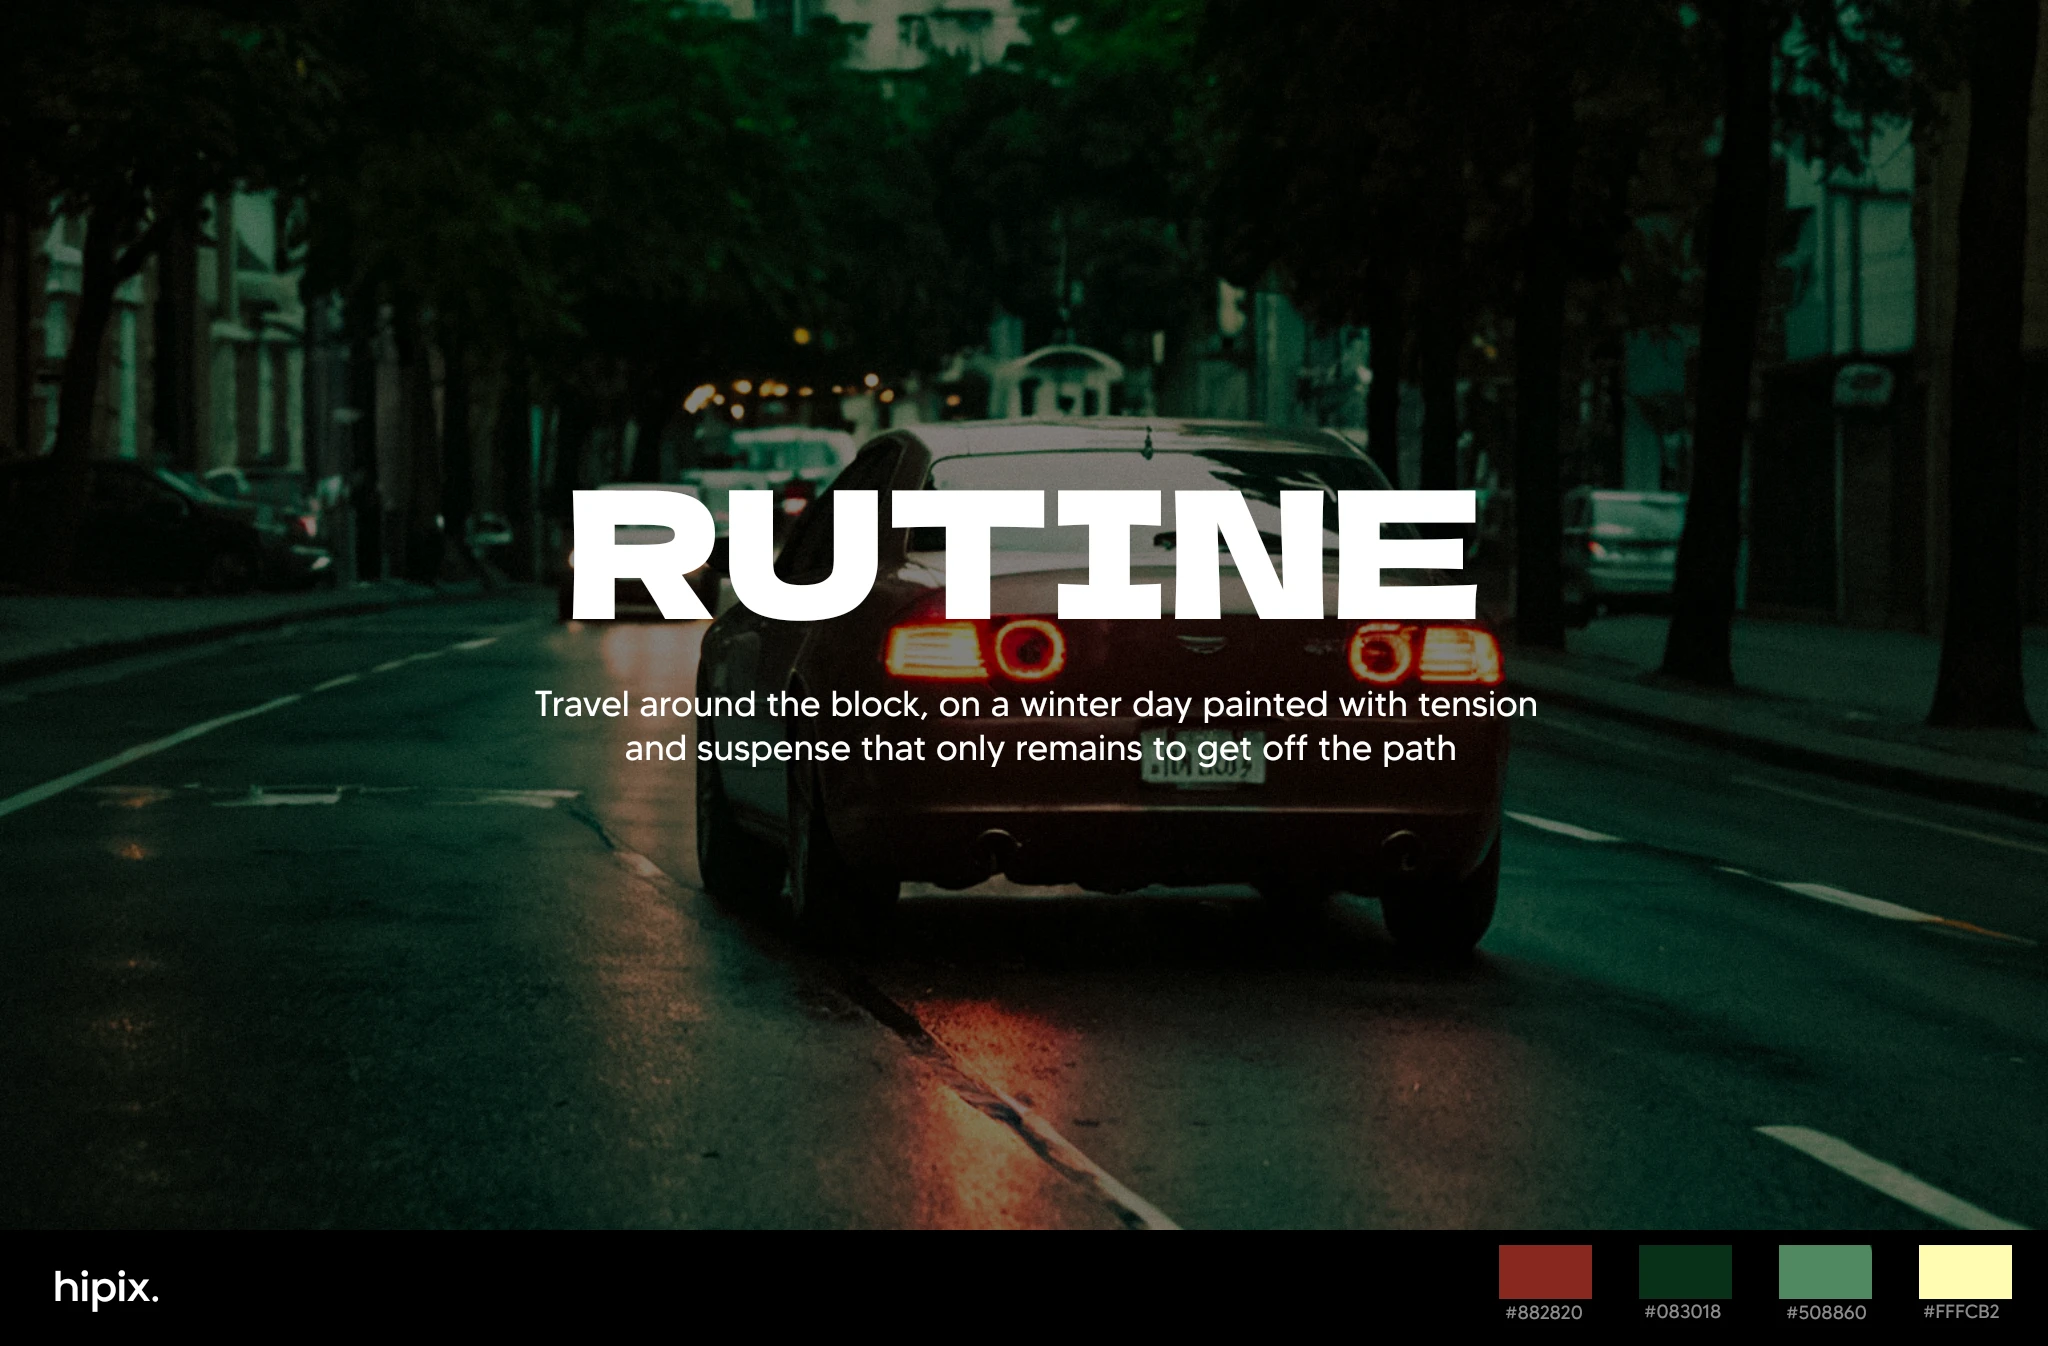 RUTINE
Travel around the block, on a winter day painted with tension
and suspense that only remains to get off the path
hipix.
#882820
#083018
#508860
#FFFCB2